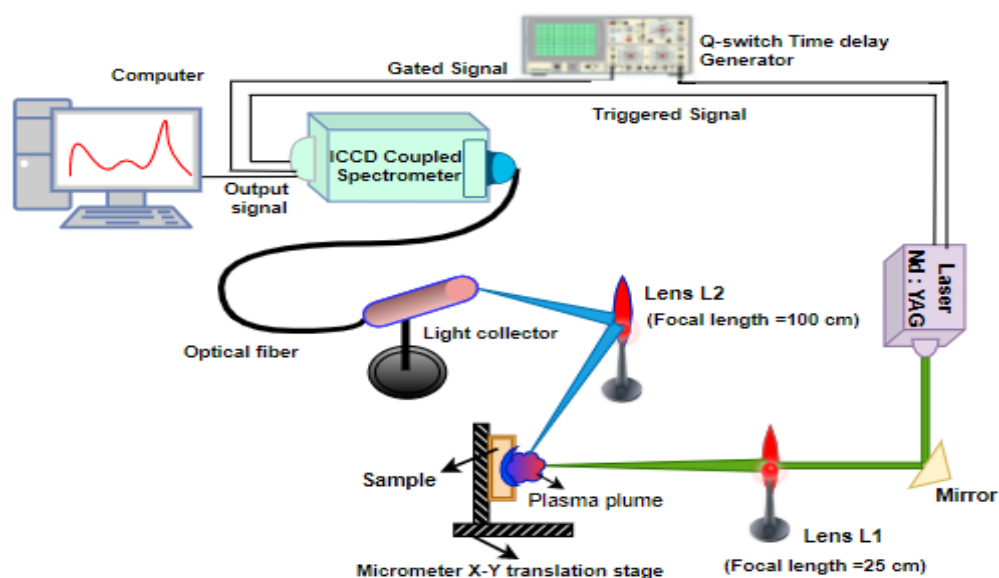 Q-switch Time delay
Generator
Computer
Gated Signal
Triggered Signal
ICCD Coupled
Spectrometer
Output
signal
Laser
Nd : YAG
Lens L2
(Focal length =100 cm)
Light collector
Optical fiber
Sample
Plasma plume
Mirror
Lens L1
(Focal length =25 cm)
Micrometer X-Y translation stage